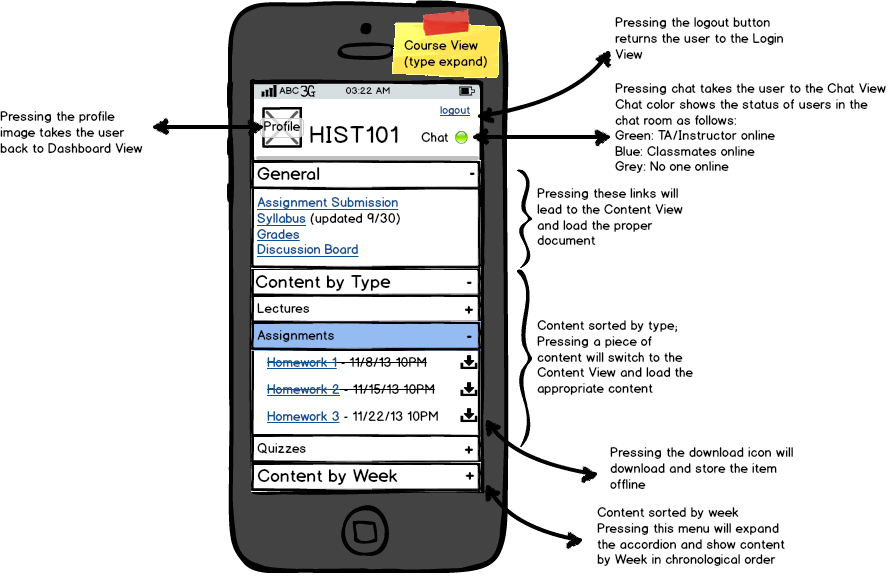 Course View
(type expand)
Pressing the logout button
returns the user to the Login
View
ABC 3G
03:22 AM
logout
Pressing chat takes the user to the Chat View
Chat color shows the status of users in the
chat room as follows:
Green: TA/Instructor online
Blue: Classmates online
Grey: No one online
Pressing the profile
image takes the user
back to Dashboard View
Profile
HIST101
Chat
General -
Assignment Submission
Syllabus (updated 9/30)
Grades
Discussion Board
Pressing these links will
lead to the Content View
and load the proper
document
Content by Type -
Lectures +
Assignments -
Homework 1 - 11/8/13 10PM
Homework 2 - 11/15/13 10PM
Homework 3 - 11/22/13 10PM
Content sorted by type;
Pressing a piece of
content will switch to the
Content View and load the
appropriate content
Quizzes +
Content by Week +
Pressing the download icon will
download and store the item
offline
Content sorted by week
Pressing this menu will expand
the accordion and show content
by Week in chronological order